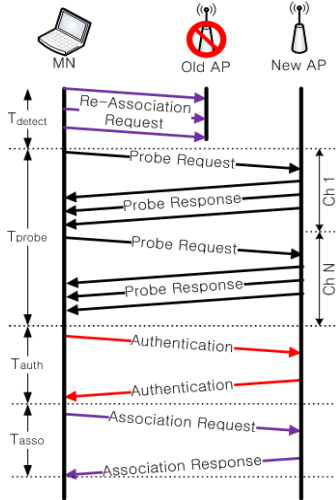 MN
Old AP
New AP
Re-Association
Request
Tdetect
Probe Request
Ch 1
Probe Response
Tprobe
Probe Request
Ch N
Probe Response
Authentication
Tauth
Authentication
Association Request
Tasso
Association Response